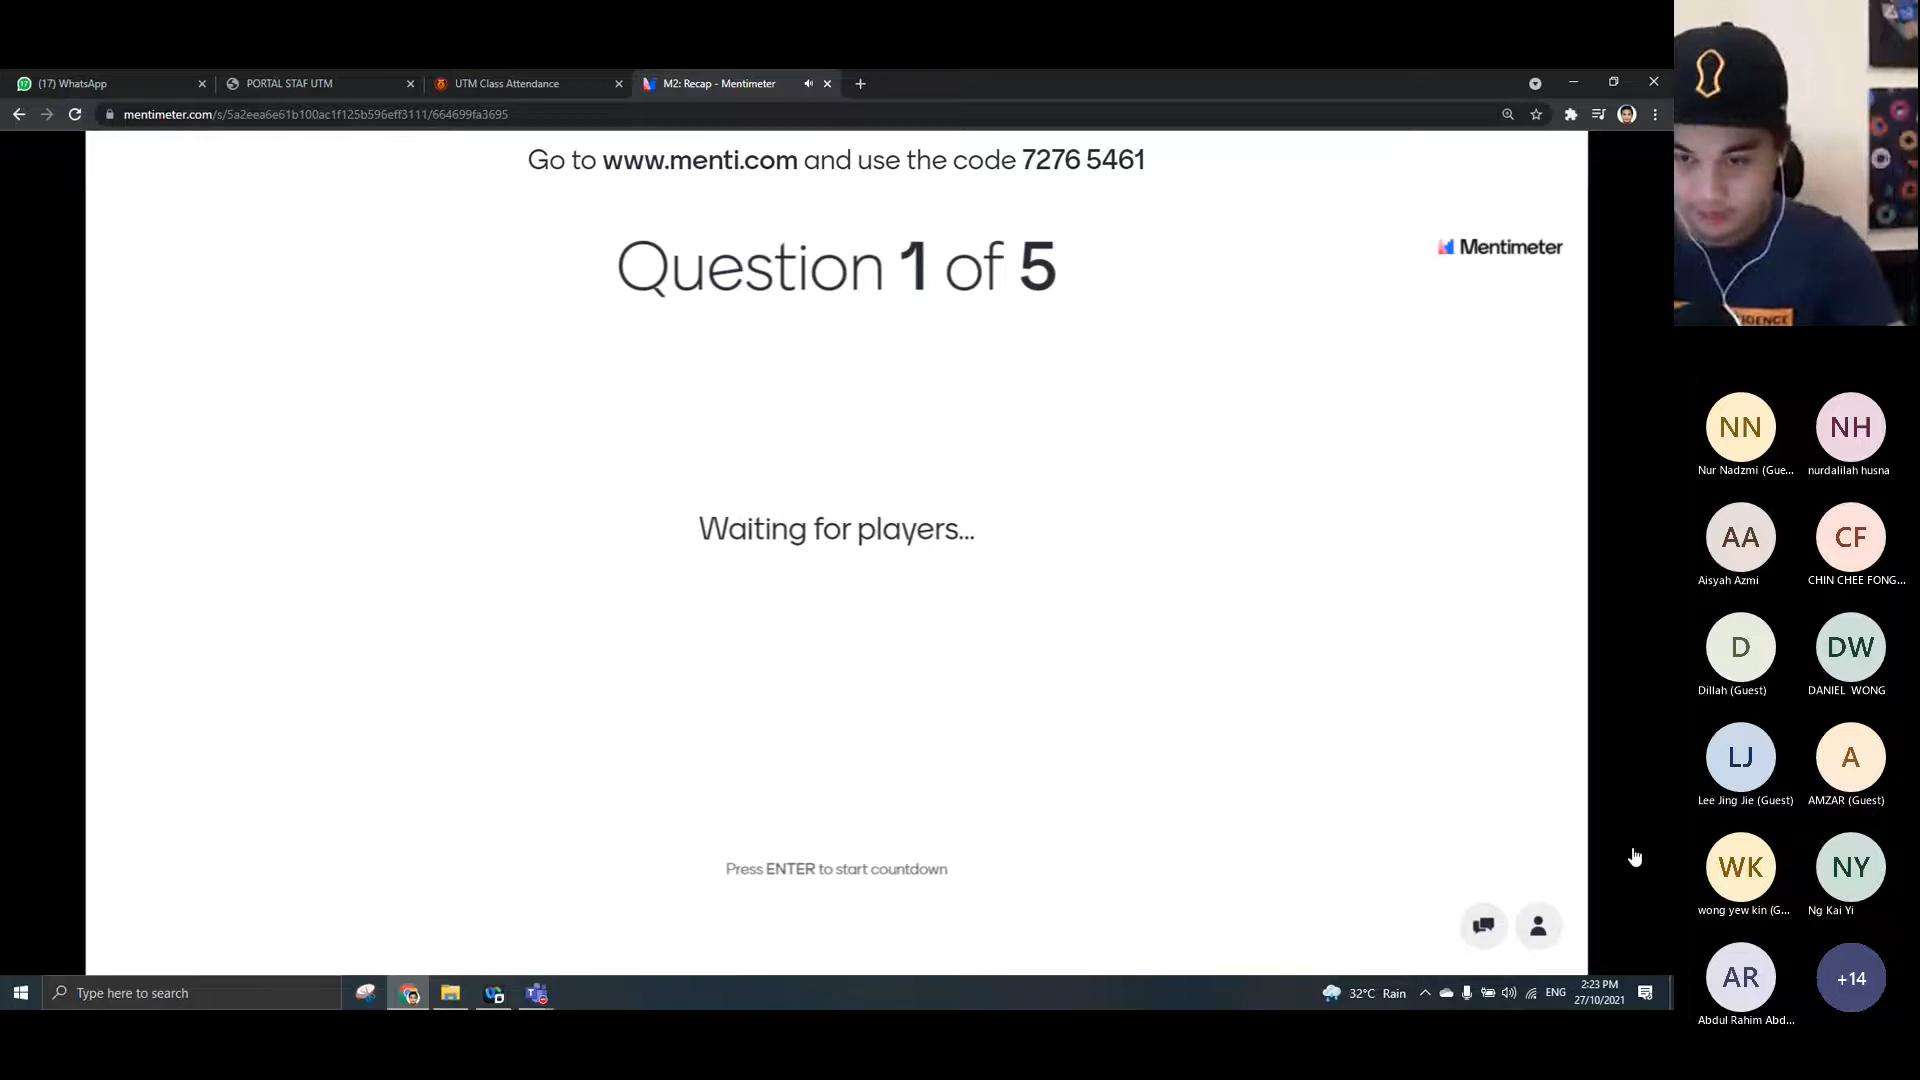 (17) WhatsApp
PORTAL STAF UTM
UTM Class Attendance
M2: Recap - Mentimeter
mentimeter.com/s/5a2eea6e61b100ac1f125b596eff3111/664699fa3695
Go to www.menti.com and use the code 7276 5461
Question 1 of 5
Mentimeter
Waiting for players...
Press ENTER to start countdown
Type here to search
32°C Rain
ENG
2:23 PM
27/10/2021
NN
Nur Nadzmi (Gue...
NH
nurdalilah husna
AA
Aisyah Azmi
CF
CHIN CHEE FONG...
D
Dillah (Guest)
DW
DANIEL WONG
LJ
Lee Jing Jie (Guest)
A
AMZAR (Guest)
WK
wong yew kin (G...
NY
Ng Kai Yi
AR
Abdul Rahim Abd...
+14